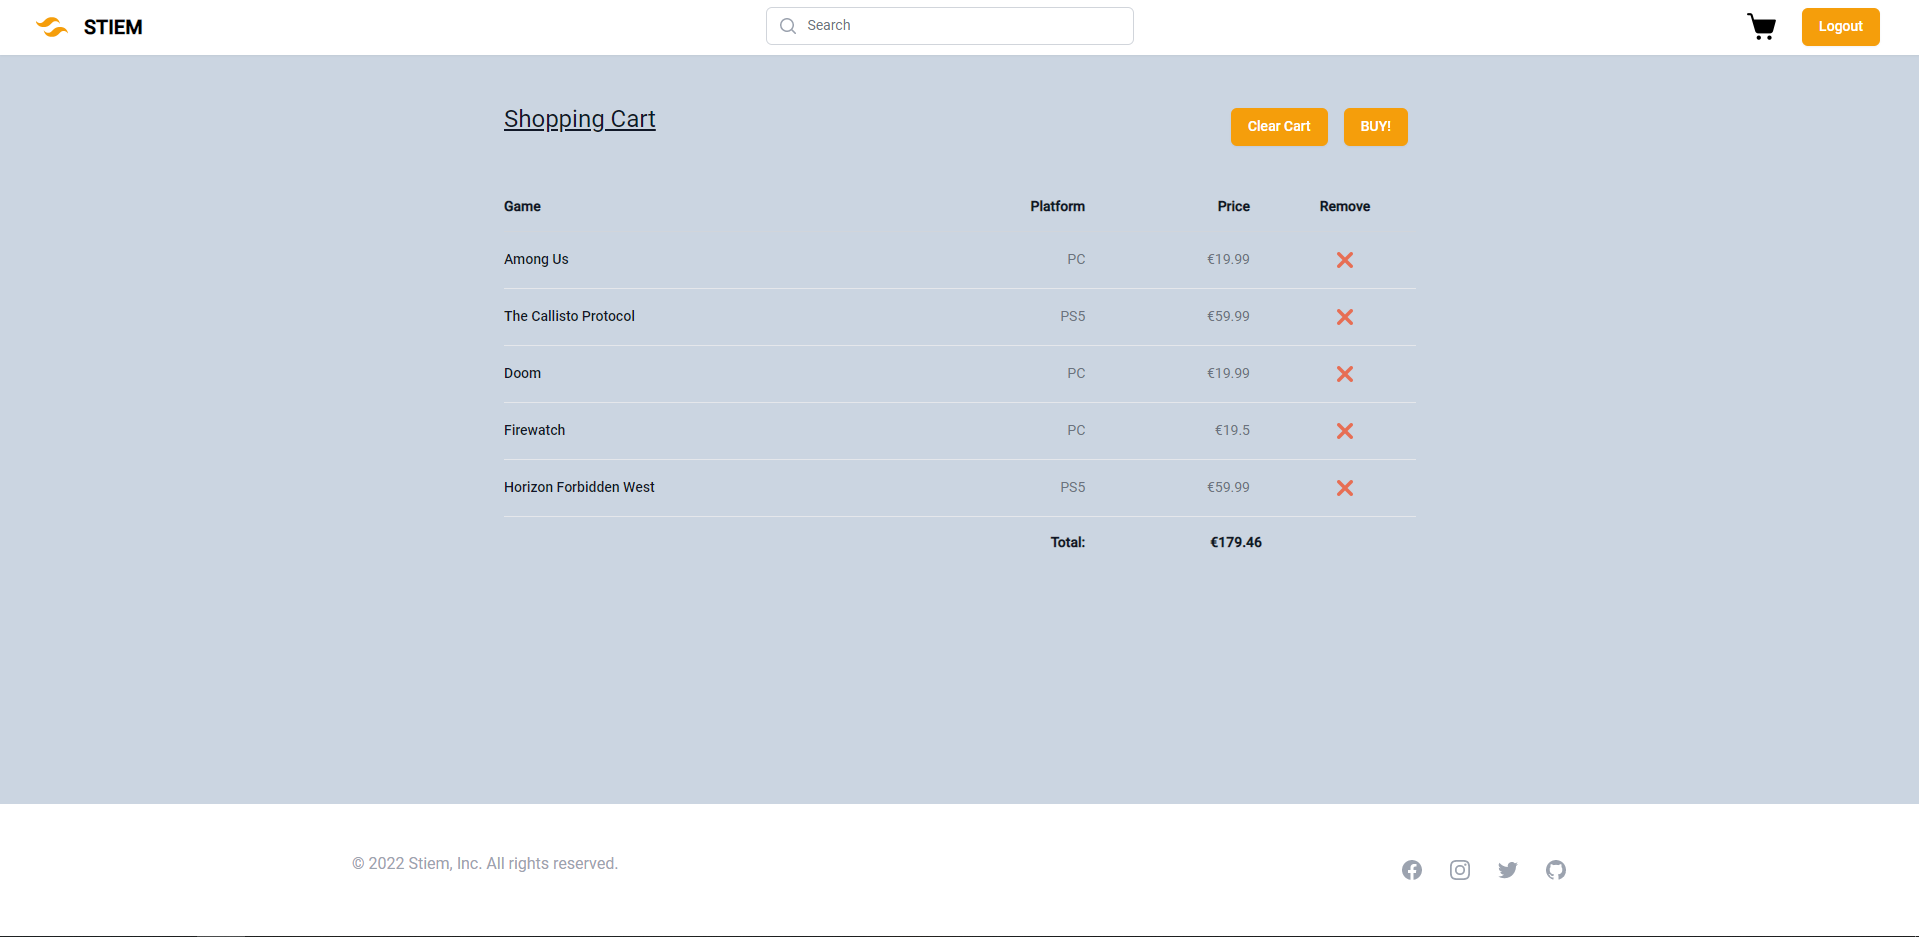 STIEM
Search
Logout
Shopping Cart
Clear Cart
BUY!
Game Platform Price Remove
Among Us PC €19.99
The Callisto Protocol PS5 €59.99
Doom PC €19.99
Firewatch PC €19.5
Horizon Forbidden West PS5 €59.99
Total: €179.46
© 2022 Stiem, Inc. All rights reserved.